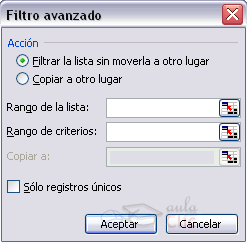 Filtro avanzado
Acción
Filtrar la lista sin moverla a otro lugar
Copiar a otro lugar
Rango de la lista:
Rango de criterios:
Copiar a:
Sólo registros únicos
aula
Aceptar
Cancelar